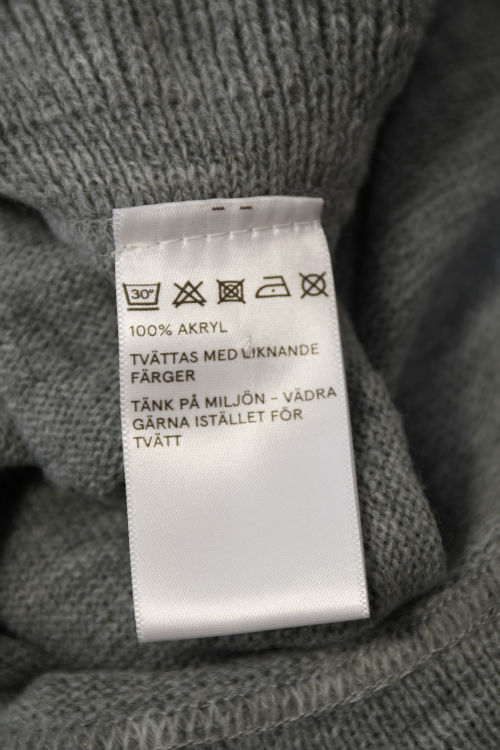 30°
100% AKRYL
TVÄTTAS MED LIKNANDE
FÄRGER
TÄNK PÅ MILJÖN - VÄDRA
GÄRNA ISTÄLLET FÖR
TVÄTT